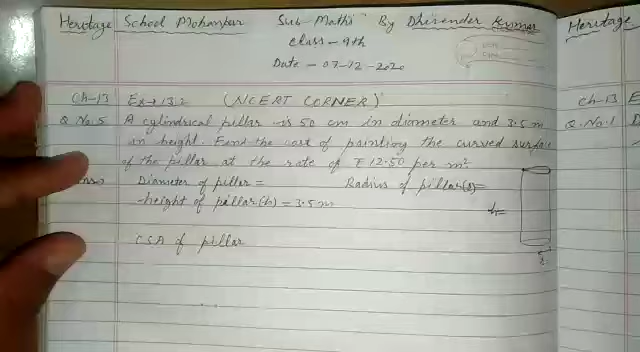 Heritage School Mohanpur Sub-Maths By Dhirender Kumar
Class-9th
Date-07-12-2020
Ch-13 Ex→13.2 (NCERT CORNER)
Q.No.5 A cylindrical pillar is 50 cm in diameter and 3.5 m
in height. Find the cost of painting the curved surface
of the pillar at the rate of ₹12.50 per m².
Ans→ Diameter of pillar = Radius of pillar(r)=
height of pillar(h)=3.5m
h=
CSA of pillar
Heritage
Ch-13 E
Q.No.1